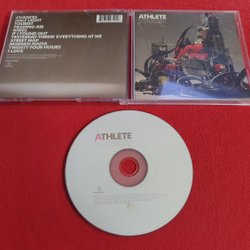 CHANCES
HALF LIGHT
TOURIST
TRADING AIR
WIRES
IF I FOUND OUT
YESTERDAY THREW EVERYTHING AT ME
STREET MAP
MODERN MAFIA
TWENTY FOUR HOURS
I LOVE
ATHLETE
ATHLETE